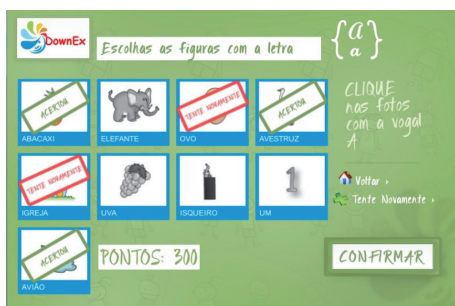 DownEx
Escolhas as figuras com a letra
{a
a}
ACERTOU
ABACAXI
ELEFANTE
TENTE NOVAMENTE
OVO
ACERTOU
AVESTRUZ
CLIQUE
nas fotos
com a vogal
A
TENTE NOVAMENTE
IGREJA
UVA
ISQUEIRO
1
UM
Voltar >
Tente Novamente >
ACERTOU
AVIÃO
PONTOS: 300
CONFIRMAR